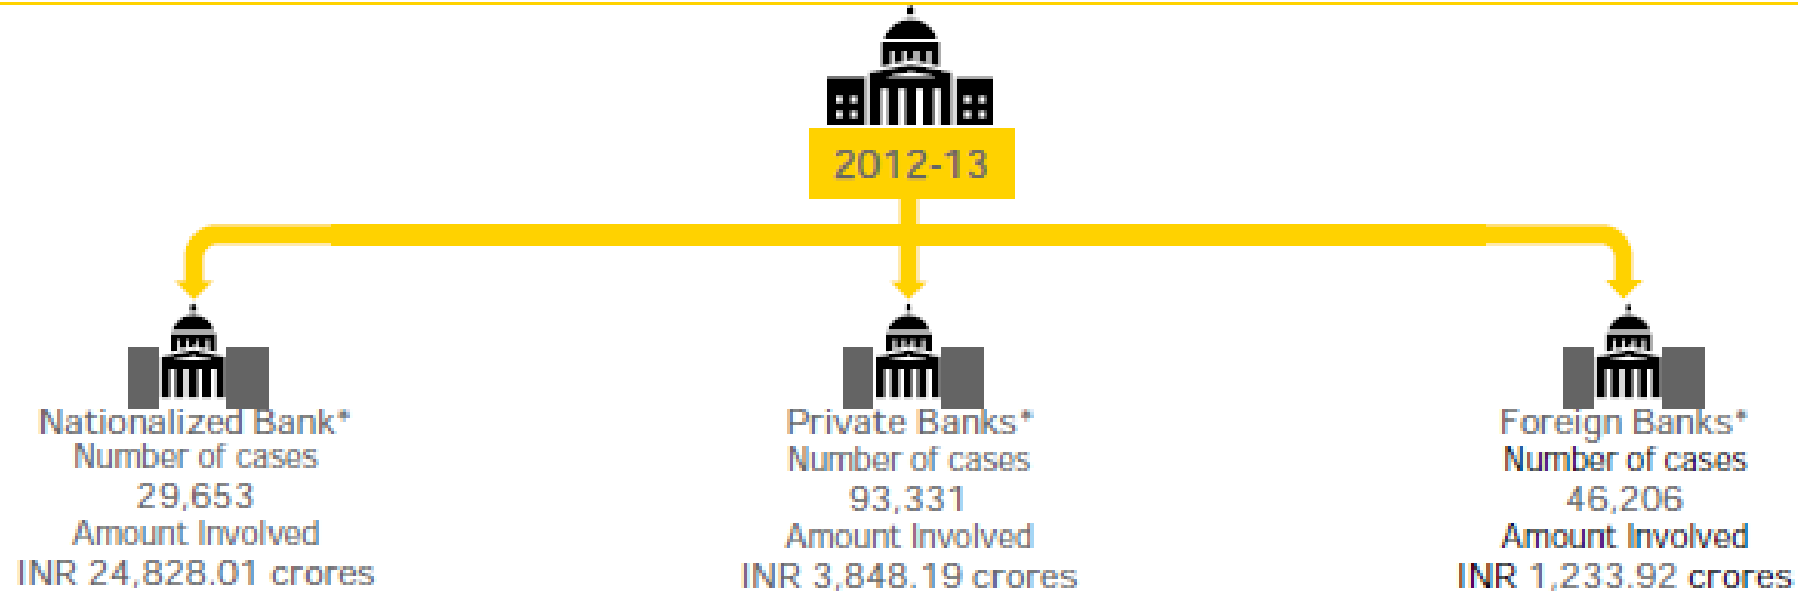 2012-13
Nationalized Bank*
Number of cases
29,653
Amount Involved
INR 24,828.01 crores
Private Banks*
Number of cases
93,331
Amount Involved
INR 3,848.19 crores
Foreign Banks*
Number of cases
46,206
Amount Involved
INR 1,233.92 crores